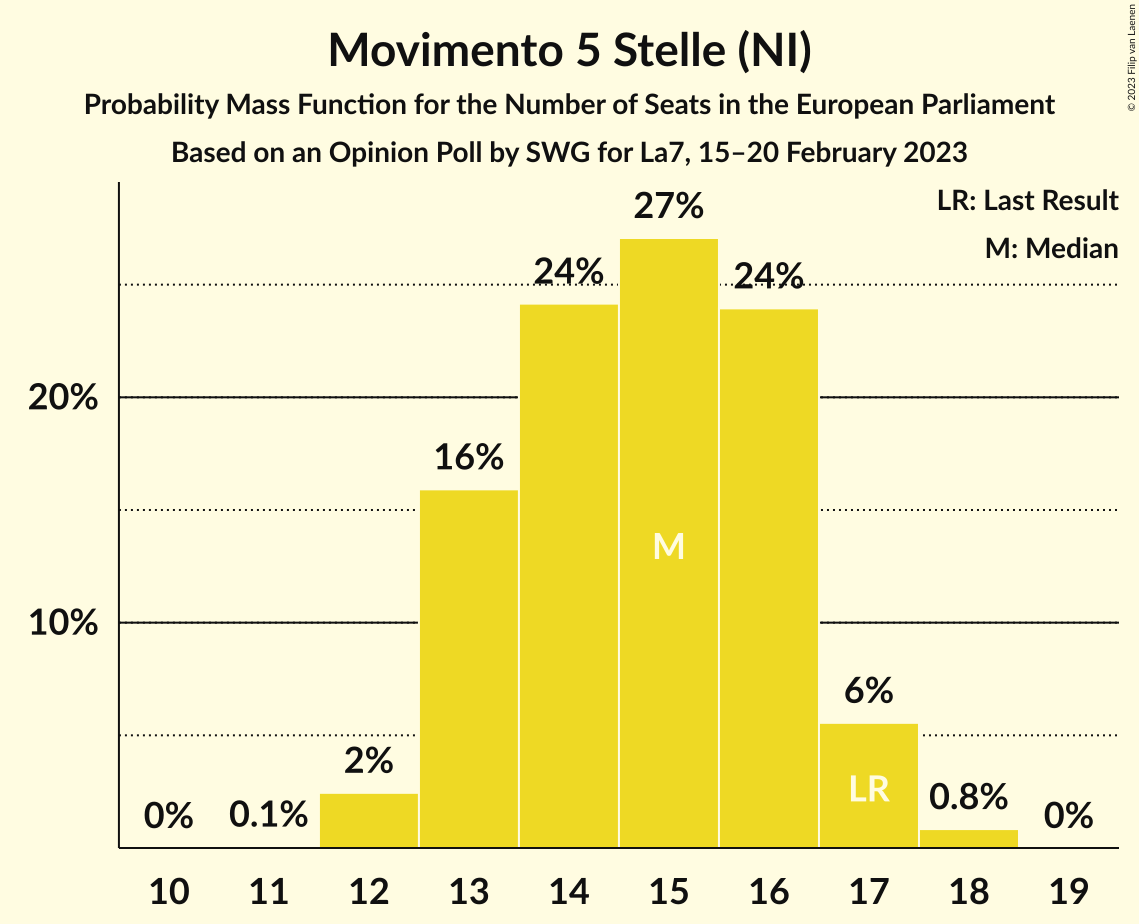 Movimento 5 Stelle (NI)
Probability Mass Function for the Number of Seats in the European Parliament
Based on an Opinion Poll by SWG for La7, 15–20 February 2023
© 2023 Filip van Laenen
LR: Last Result
M: Median
20%
10%
0%
0.1%
2%
16%
24%
27%
24%
6%
0.8%
0%
M
LR
10 11 12 13 14 15 16 17 18 19